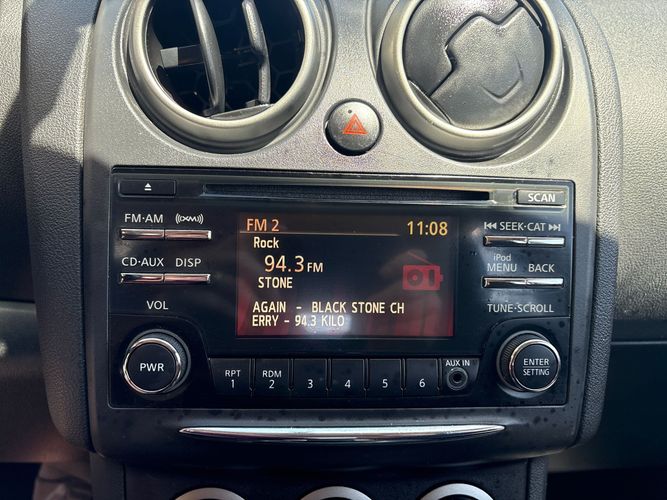 SCAN
FM·AM
(XM)
SEEK·CAT
CD·AUX
DISP
iPod
MENU
BACK
VOL
TUNE·SCROLL
FM 2
11:08
Rock
94.3 FM
STONE
AGAIN - BLACK STONE CH
ERRY - 94.3 KILO
PWR
RPT
1
RDM
2
3
4
5
6
AUX IN
ENTER
SETTING